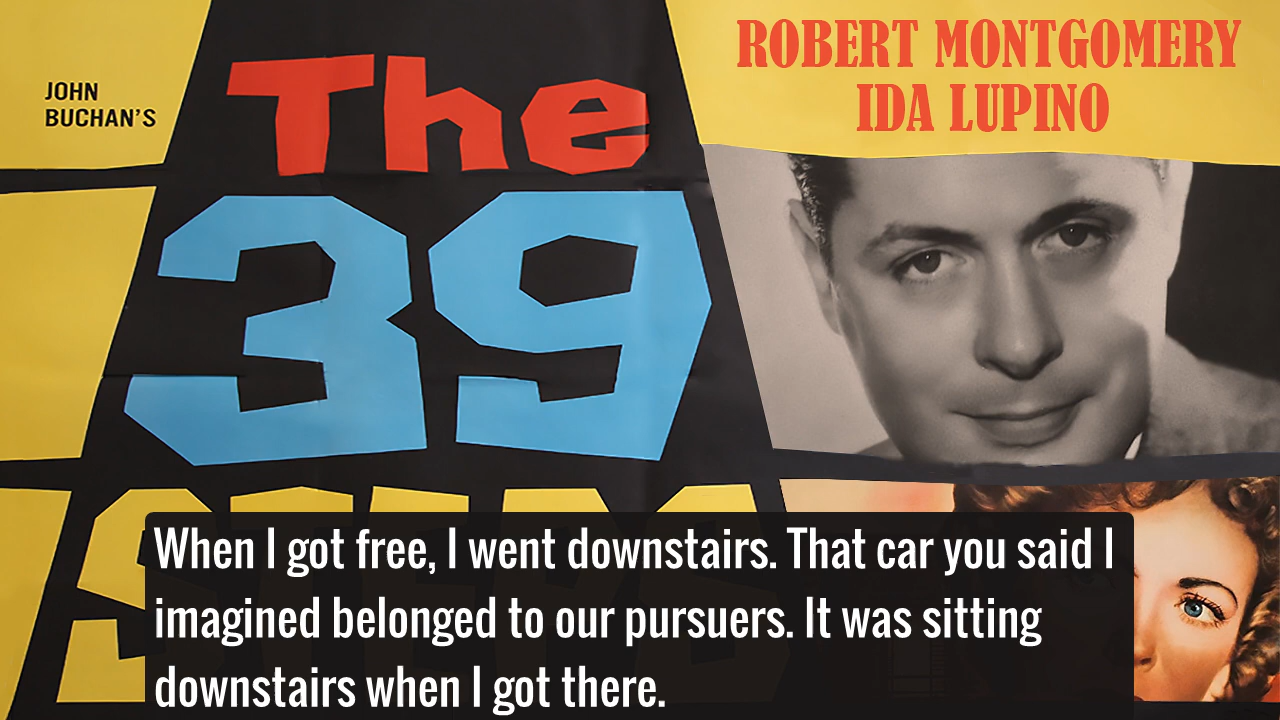 JOHN
BUCHAN'S
The
39
STEPS
ROBERT MONTGOMERY
IDA LUPINO
When I got free, I went downstairs. That car you said I
imagined belonged to our pursuers. It was sitting
downstairs when I got there.